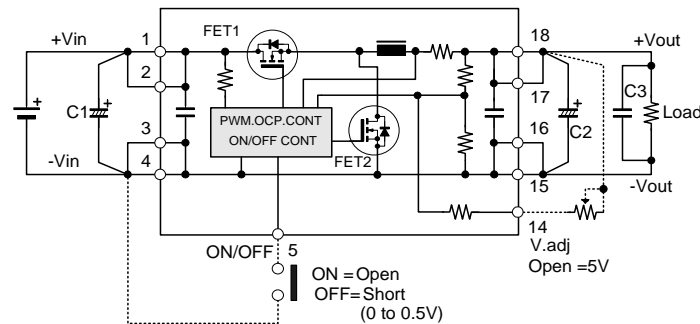 +Vin
1
FET1
18
+Vout
2
17
C1
+
+
C2
C3
Load
3
PWM.OCP.CONT
ON/OFF CONT
16
-Vin
4
FET2
15
-Vout
14
V.adj
Open =5V
ON/OFF
5
ON =Open
OFF=Short
(0 to 0.5V)